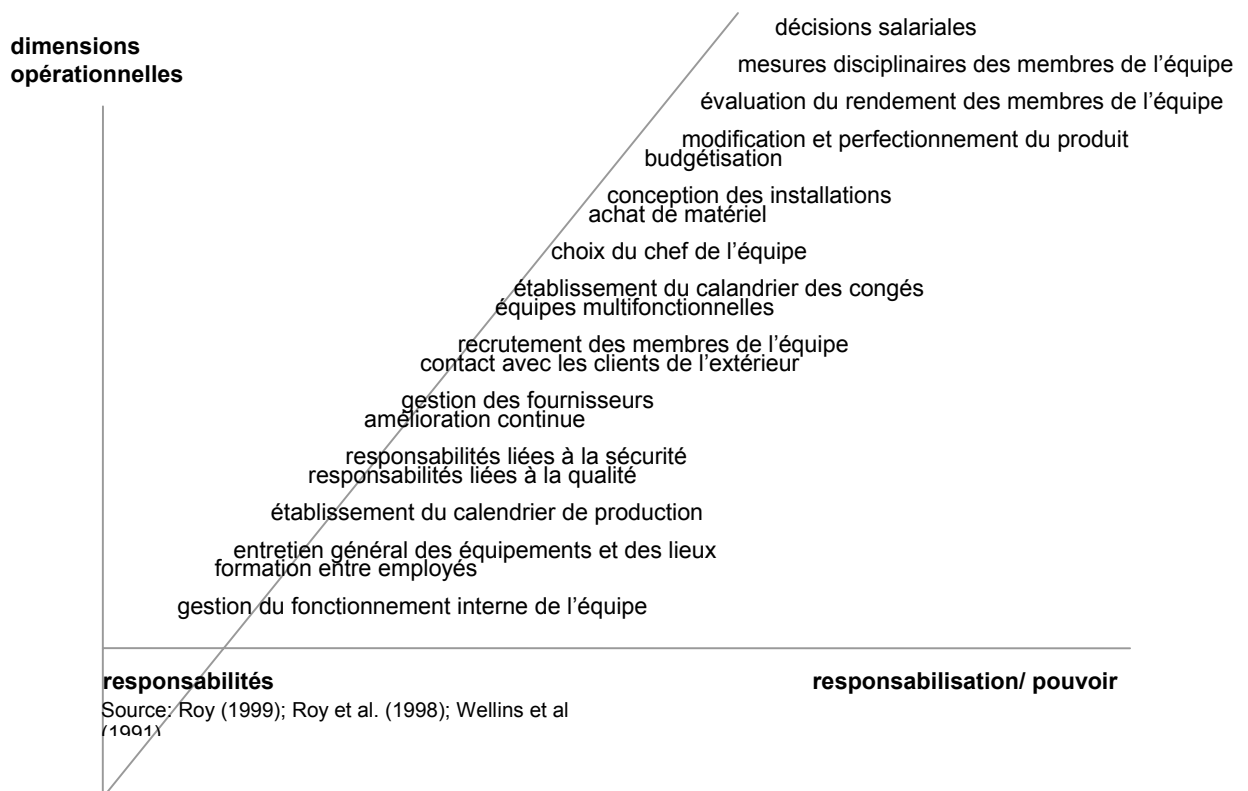 décisions salariales
dimensions
opérationnelles
mesures disciplinaires des membres de l’équipe
évaluation du rendement des membres de l’équipe
modification et perfectionnement du produit
budgétisation
conception des installations
achat de matériel
choix du chef de l’équipe
établissement du calandrier des congés
équipes multifonctionnelles
recrutement des membres de l’équipe
contact avec les clients de l’extérieur
gestion des fournisseurs
amélioration continue
responsabilités liées à la sécurité
responsabilités liées à la qualité
établissement du calendrier de production
entretien général des équipements et des lieux
formation entre employés
gestion du fonctionnement interne de l’équipe
responsabilités
responsabilisation/ pouvoir
Source: Roy (1999); Roy et al. (1998); Wellins et al
(1991)